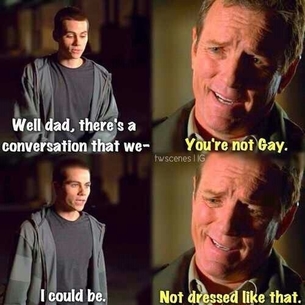 Well dad, there's a
conversation that we-
You're not Gay.
twscenes | IG
I could be.
Not dressed like that.